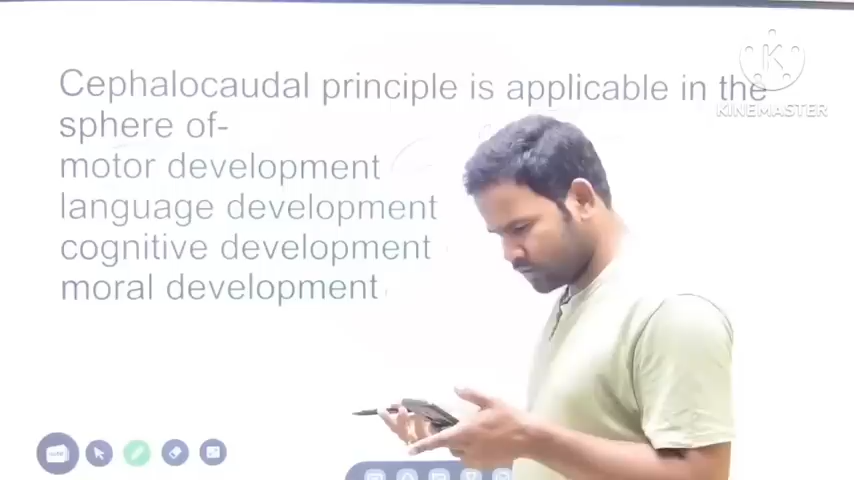 Cephalocaudal principle is applicable in the
sphere of-
motor development
language development
cognitive development
moral development
KINEMASTER